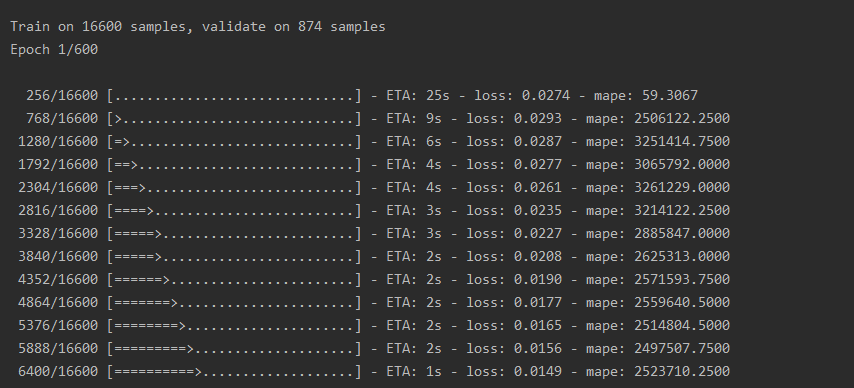 Train on 16600 samples, validate on 874 samples
Epoch 1/600
256/16600 [..............................] - ETA: 25s - loss: 0.0274 - mape: 59.3067
768/16600 [>.............................] - ETA: 9s - loss: 0.0293 - mape: 2506122.2500
1280/16600 [=>............................] - ETA: 6s - loss: 0.0287 - mape: 3251414.7500
1792/16600 [==>...........................] - ETA: 4s - loss: 0.0277 - mape: 3065792.0000
2304/16600 [===>..........................] - ETA: 4s - loss: 0.0261 - mape: 3261229.0000
2816/16600 [====>.........................] - ETA: 3s - loss: 0.0235 - mape: 3214122.2500
3328/16600 [=====>........................] - ETA: 3s - loss: 0.0227 - mape: 2885847.0000
3840/16600 [=====>........................] - ETA: 2s - loss: 0.0208 - mape: 2625313.0000
4352/16600 [======>.......................] - ETA: 2s - loss: 0.0190 - mape: 2571593.7500
4864/16600 [=======>......................] - ETA: 2s - loss: 0.0177 - mape: 2559640.5000
5376/16600 [========>.....................] - ETA: 2s - loss: 0.0165 - mape: 2514804.5000
5888/16600 [=========>....................] - ETA: 2s - loss: 0.0156 - mape: 2497507.7500
6400/16600 [==========>...................] - ETA: 1s - loss: 0.0149 - mape: 2523710.2500